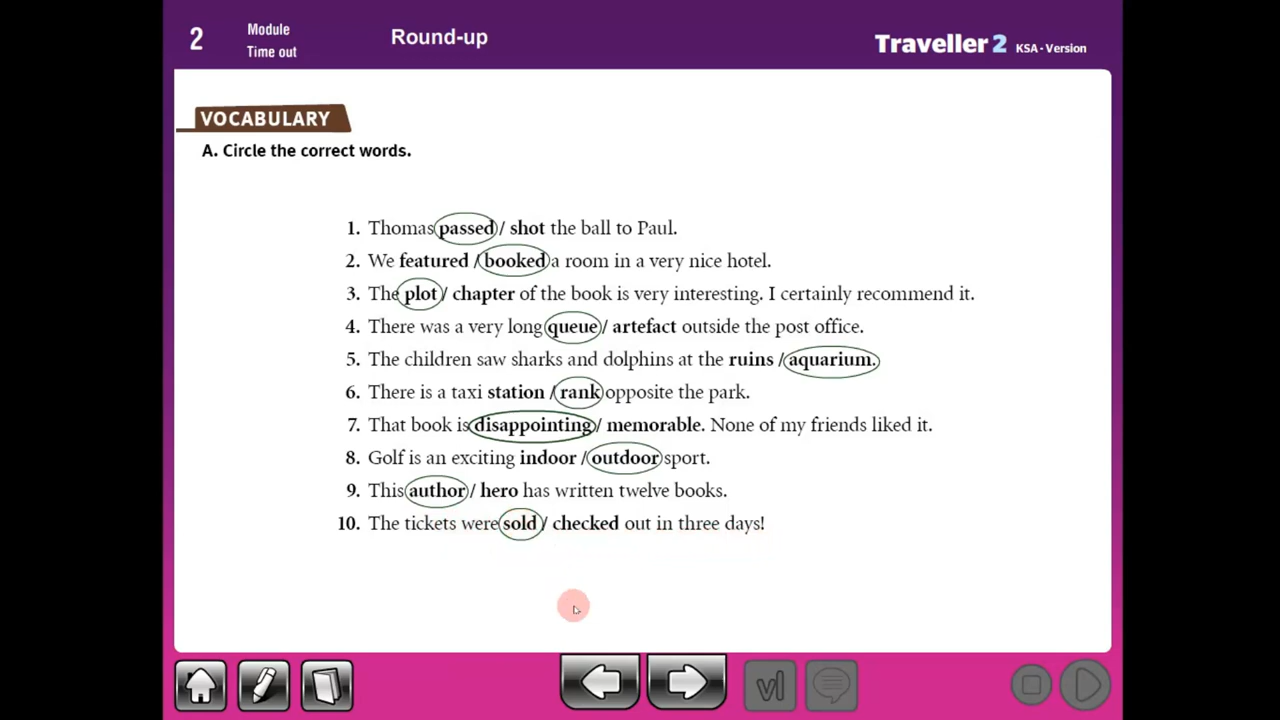 2
Module
Time out
Round-up
Traveller 2 KSA - Version
VOCABULARY
A. Circle the correct words.
1. Thomas passed / shot the ball to Paul.
2. We featured / booked a room in a very nice hotel.
3. The plot / chapter of the book is very interesting. I certainly recommend it.
4. There was a very long queue / artefact outside the post office.
5. The children saw sharks and dolphins at the ruins / aquarium.
6. There is a taxi station / rank opposite the park.
7. That book is disappointing / memorable. None of my friends liked it.
8. Golf is an exciting indoor / outdoor sport.
9. This author / hero has written twelve books.
10. The tickets were sold / checked out in three days!
vl